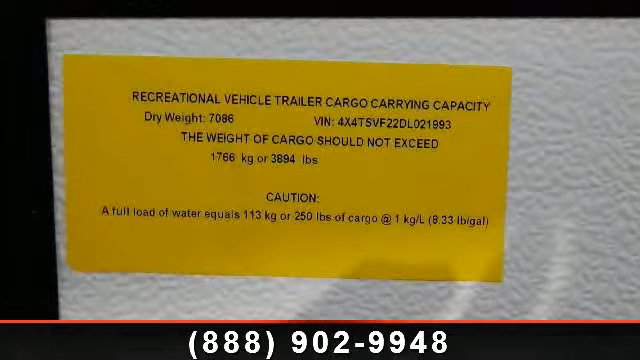 RECREATIONAL VEHICLE TRAILER CARGO CARRYING CAPACITY
Dry Weight: 7086 VIN: 4X4TSVF22DL021993
THE WEIGHT OF CARGO SHOULD NOT EXCEED
1766 kg or 3894 lbs
CAUTION:
A full load of water equals 113 kg or 250 lbs of cargo @ 1 kg/L (8.33 lb/gal)
(888) 902-9948